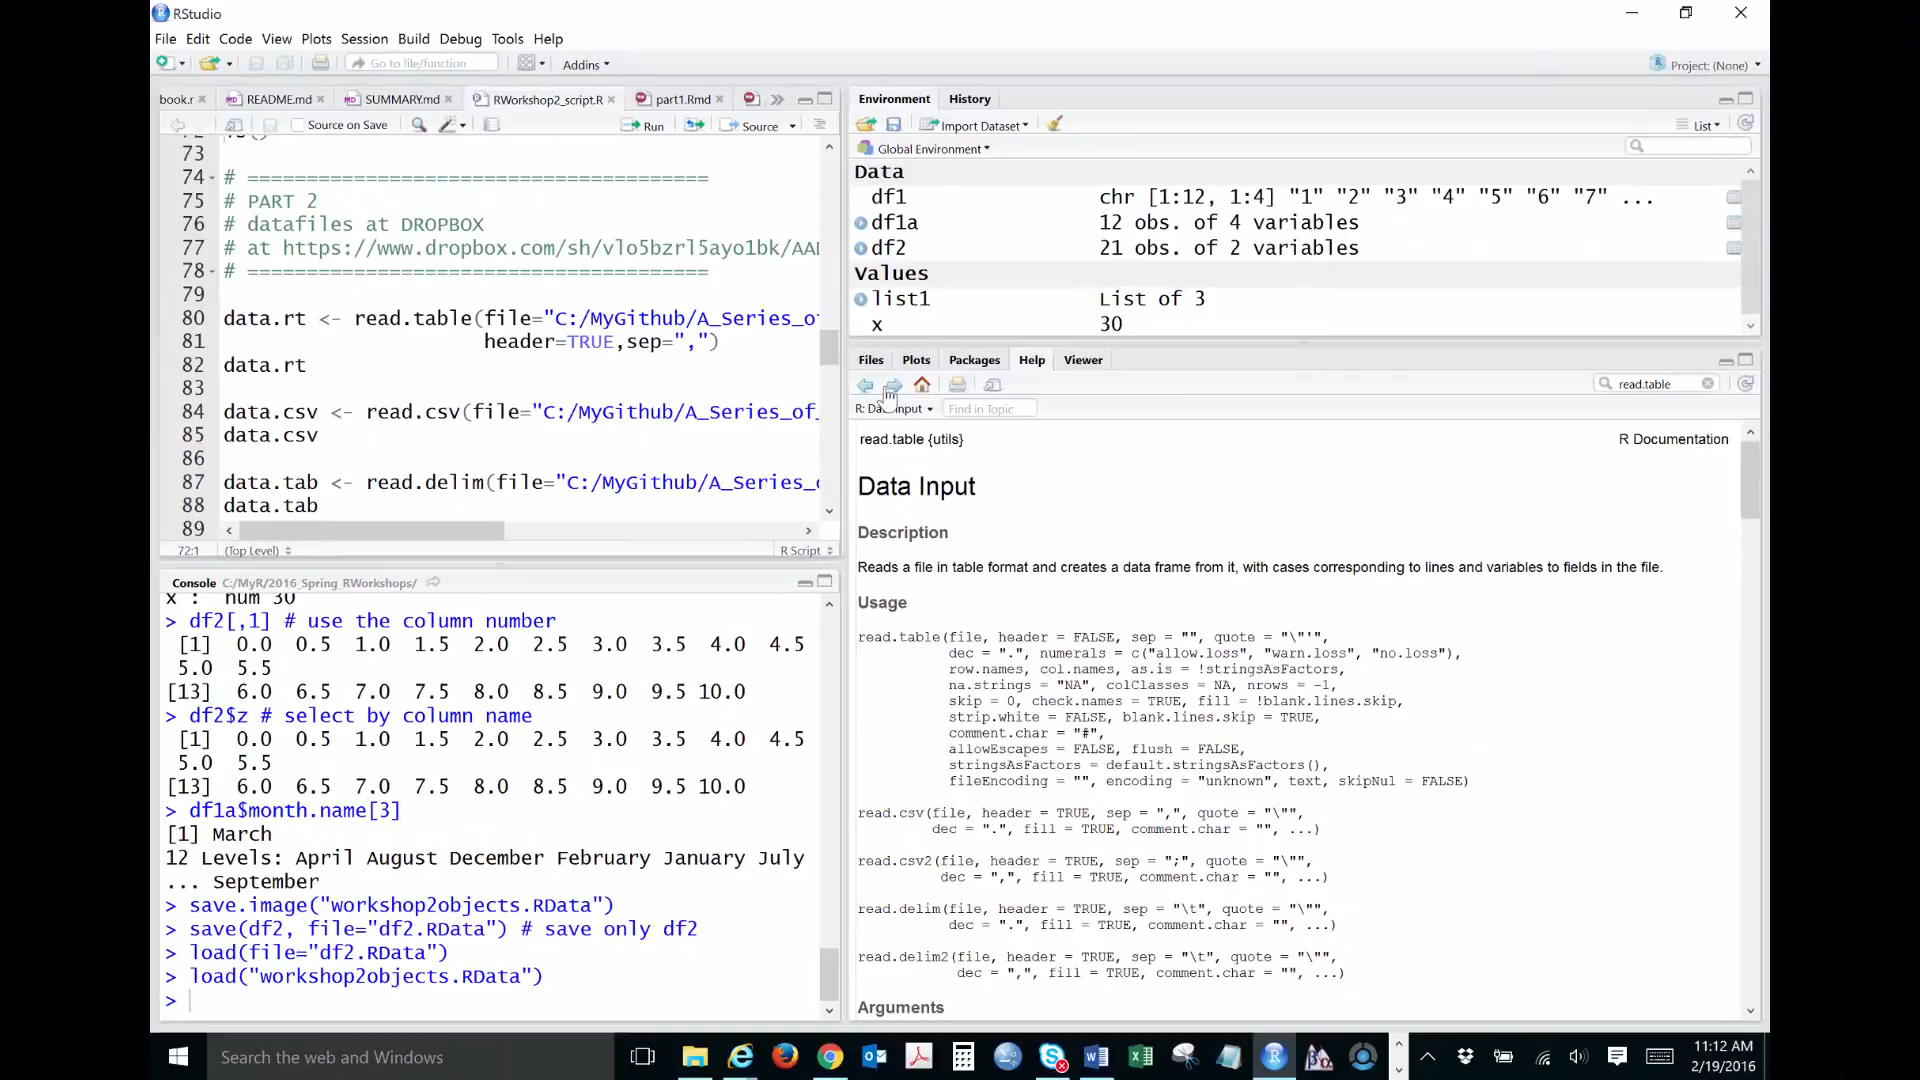 RStudio
File Edit Code View Plots Session Build Debug Tools Help
Go to file/function Addins Project: (None)
book.r README.md SUMMARY.md RWorkshop2_script.R part1.Rmd
Source on Save Run Source
73
74 # =======================================
75 # PART 2
76 # datafiles at DROPBOX
77 # at https://www.dropbox.com/sh/vlo5bzrl5ayo1bk/AAD
78 # =======================================
79
80 data.rt <- read.table(file="C:/MyGithub/A_Series_o
81 header=TRUE,sep=",")
82 data.rt
83
84 data.csv <- read.csv(file="C:/MyGithub/A_Series_of_
85 data.csv
86
87 data.tab <- read.delim(file="C:/MyGithub/A_Series_
88 data.tab
89
72:1 (Top Level) R Script
Console C:/MyR/2016_Spring_RWorkshops/
x : num 30
> df2[,1] # use the column number
[1] 0.0 0.5 1.0 1.5 2.0 2.5 3.0 3.5 4.0 4.5
5.0 5.5
[13] 6.0 6.5 7.0 7.5 8.0 8.5 9.0 9.5 10.0
> df2$z # select by column name
[1] 0.0 0.5 1.0 1.5 2.0 2.5 3.0 3.5 4.0 4.5
5.0 5.5
[13] 6.0 6.5 7.0 7.5 8.0 8.5 9.0 9.5 10.0
> df1a$month.name[3]
[1] March
12 Levels: April August December February January July
... September
> save.image("workshop2objects.RData")
> save(df2, file="df2.RData") # save only df2
> load(file="df2.RData")
> load("workshop2objects.RData")
>
Environment History
Import Dataset List
Global Environment
Data
df1 chr [1:12, 1:4] "1" "2" "3" "4" "5" "6" "7" ...
df1a 12 obs. of 4 variables
df2 21 obs. of 2 variables
Values
list1 List of 3
x 30
Files Plots Packages Help Viewer
read.table
R: Data Input Find in Topic
read.table {utils} R Documentation
Data Input
Description
Reads a file in table format and creates a data frame from it, with cases corresponding to lines and variables to fields in the file.
Usage
read.table(file, header = FALSE, sep = "", quote = "\"'",
dec = ".", numerals = c("allow.loss", "warn.loss", "no.loss"),
row.names, col.names, as.is = !stringsAsFactors,
na.strings = "NA", colClasses = NA, nrows = -1,
skip = 0, check.names = TRUE, fill = !blank.lines.skip,
strip.white = FALSE, blank.lines.skip = TRUE,
comment.char = "#",
allowEscapes = FALSE, flush = FALSE,
stringsAsFactors = default.stringsAsFactors(),
fileEncoding = "", encoding = "unknown", text, skipNul = FALSE)
read.csv(file, header = TRUE, sep = ",", quote = "\"",
dec = ".", fill = TRUE, comment.char = "", ...)
read.csv2(file, header = TRUE, sep = ";", quote = "\"",
dec = ",", fill = TRUE, comment.char = "", ...)
read.delim(file, header = TRUE, sep = "\t", quote = "\"",
dec = ".", fill = TRUE, comment.char = "", ...)
read.delim2(file, header = TRUE, sep = "\t", quote = "\"",
dec = ",", fill = TRUE, comment.char = "", ...)
Arguments
Search the web and Windows
11:12 AM
2/19/2016